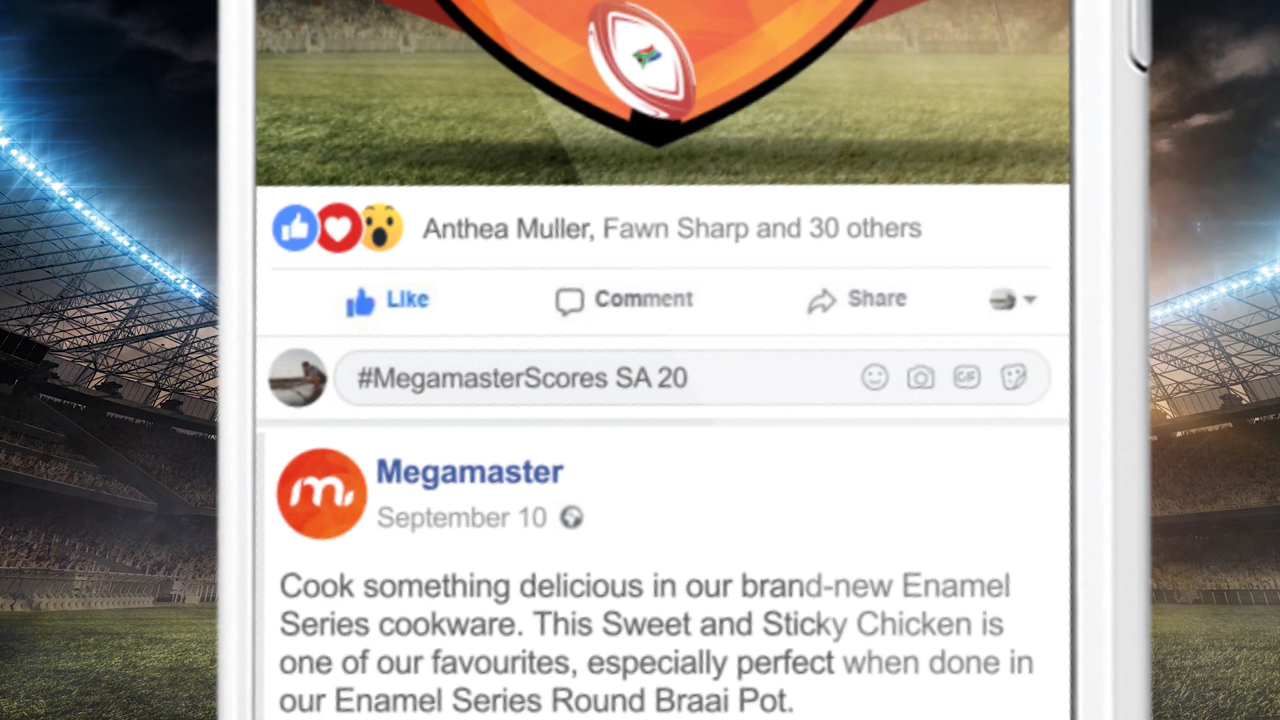 Anthea Muller, Fawn Sharp and 30 others
Like
Comment
Share
#MegamasterScores SA 20
GIF
m
Megamaster
September 10
Cook something delicious in our brand-new Enamel
Series cookware. This Sweet and Sticky Chicken is
one of our favourites, especially perfect when done in
our Enamel Series Round Braai Pot.